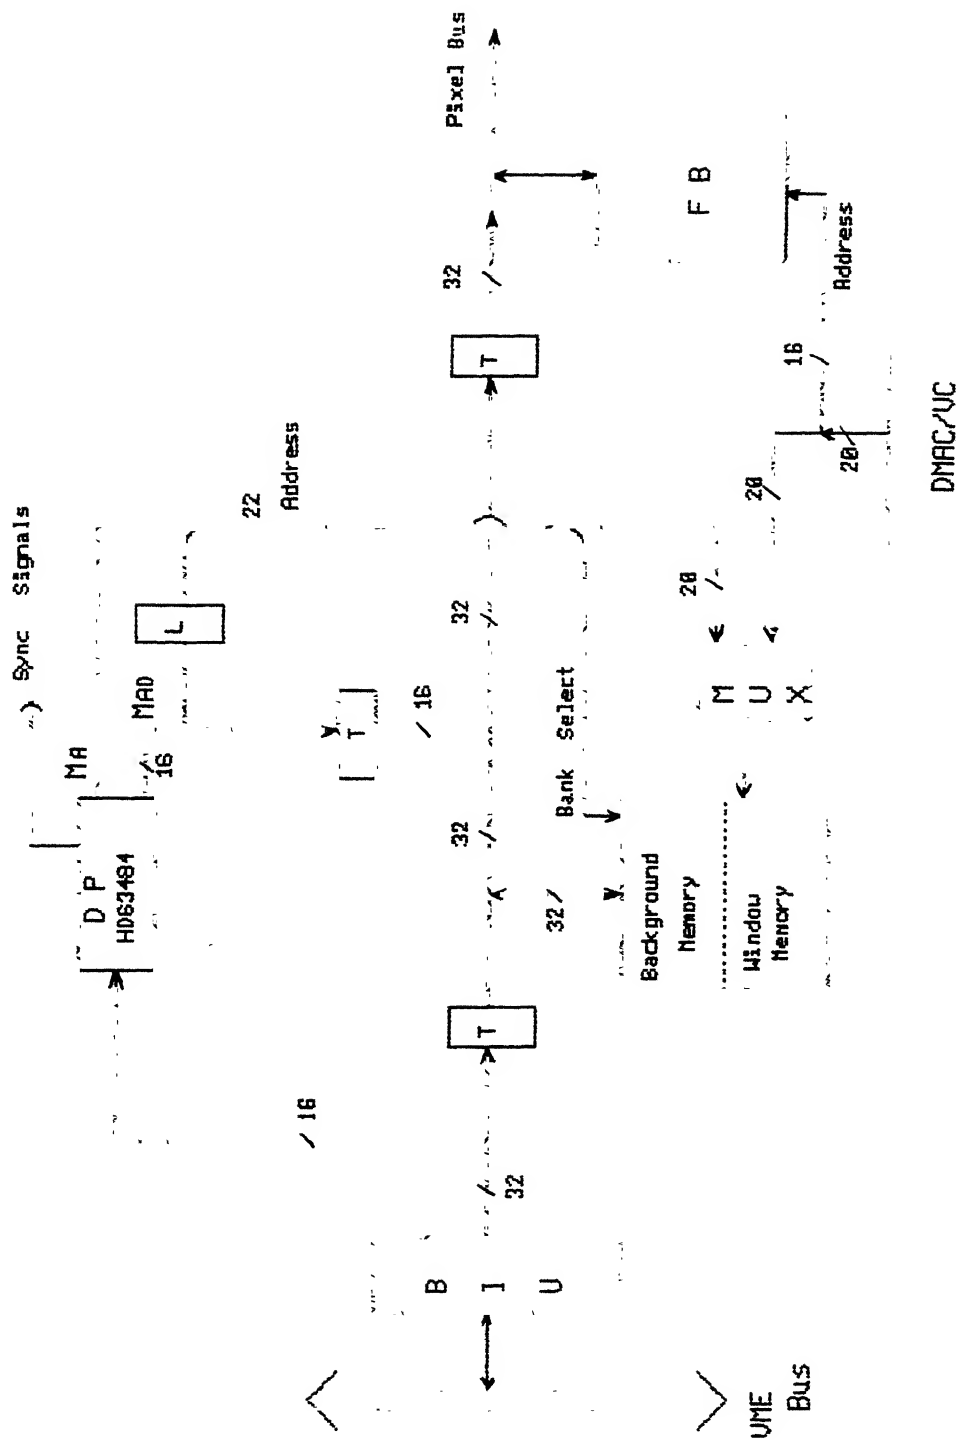 Sync Signals
MA
MAD
16
D P
HD63484
L
22
Address
T
16
16
Pixel Bus
32
T
32
32
T
32
32
Bank Select
Background
Memory
Window
Memory
M
U
X
20
20
20
16
Address
F B
DMAC/VC
B
I
U
VME
Bus